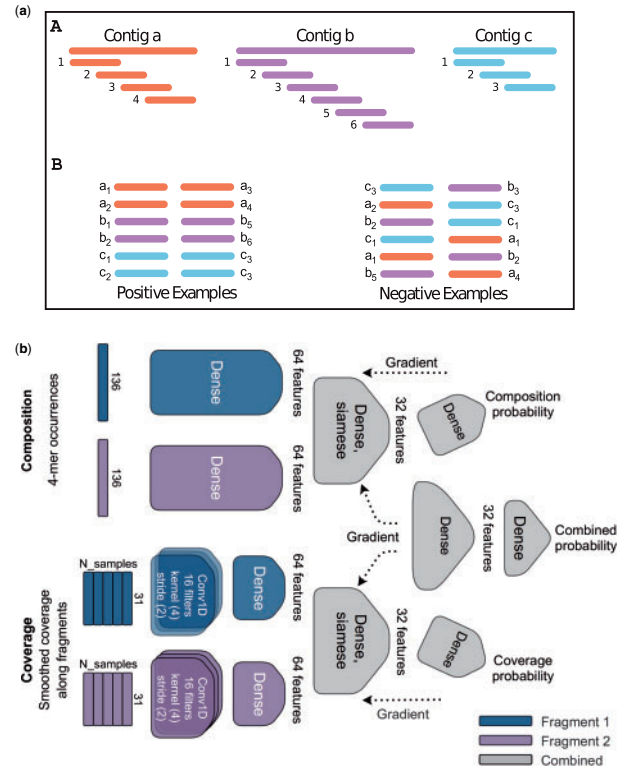 (a)
A
Contig a
Contig b
Contig c
1
2
3
4
1
2
3
4
5
6
1
2
3
B
a1 a3
a2 a4
b1 b5
b2 b6
c1 c3
c2 c3
Positive Examples
c3 b3
a2 c3
b2 c1
c1 a1
a1 b2
b5 a4
Negative Examples
(b)
Composition
4-mer occurrences
136
Dense
64 features
136
Dense
64 features
Dense,
siamese
32 features
Gradient
Dense
Composition
probability
Gradient
Dense
32 features
Dense
Combined
probability
Coverage
Smoothed coverage
along fragments
N_samples
31
Conv1D
16 filters
kernel (4)
stride (2)
Dense
64 features
N_samples
31
Conv1D
16 filters
kernel (4)
stride (2)
Dense
64 features
Dense,
siamese
32 features
Dense
Coverage
probability
Gradient
Fragment 1
Fragment 2
Combined